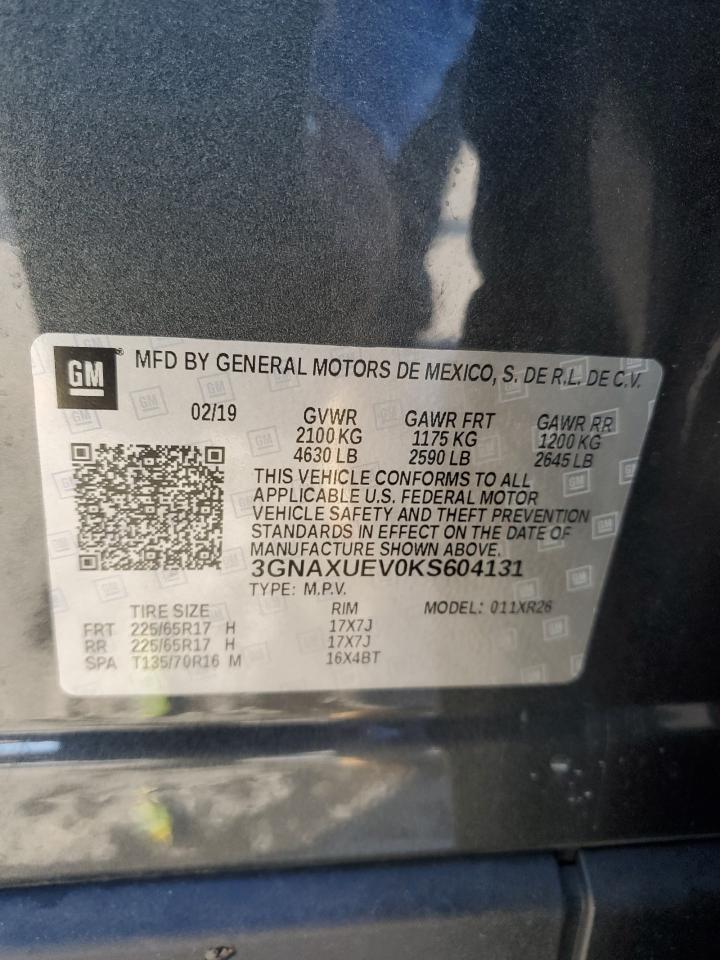 GM® MFD BY GENERAL MOTORS DE MEXICO, S. DE R.L. DE C.V.
02/19 GVWR GAWR FRT GAWR RR
2100 KG 1175 KG 1200 KG
4630 LB 2590 LB 2645 LB
THIS VEHICLE CONFORMS TO ALL
APPLICABLE U.S. FEDERAL MOTOR
VEHICLE SAFETY AND THEFT PREVENTION
STANDARDS IN EFFECT ON THE DATE OF
MANUFACTURE SHOWN ABOVE.
3GNAXUEV0KS604131
TYPE: M.P.V. MODEL: 011XR26
TIRE SIZE RIM
FRT 225/65R17 H 17X7J
RR 225/65R17 H 17X7J
SPA T135/70R16 M 16X4BT